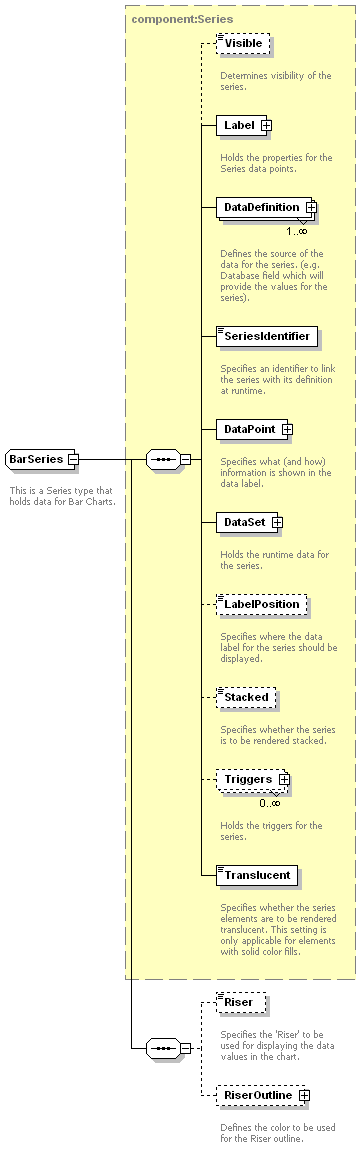 component:Series
Visible
Determines visibility of the
series.
Label
Holds the properties for the
Series data points.
DataDefinition
1..∞
Defines the source of the
data for the series. (e.g.
Database field which will
provide the values for the
series).
SeriesIdentifier
Specifies an identifier to link
the series with its definition
at runtime.
BarSeries
This is a Series type that
holds data for Bar Charts.
DataPoint
Specifies what (and how)
information is shown in the
data label.
DataSet
Holds the runtime data for
the series.
LabelPosition
Specifies where the data
label for the series should be
displayed.
Stacked
Specifies whether the series
is to be rendered stacked.
Triggers
0..∞
Holds the triggers for the
series.
Translucent
Specifies whether the series
elements are to be rendered
translucent. This setting is
only applicable for elements
with solid color fills.
Riser
Specifies the 'Riser' to be
used for displaying the data
values in the chart.
RiserOutline
Defines the color to be used
for the Riser outline.